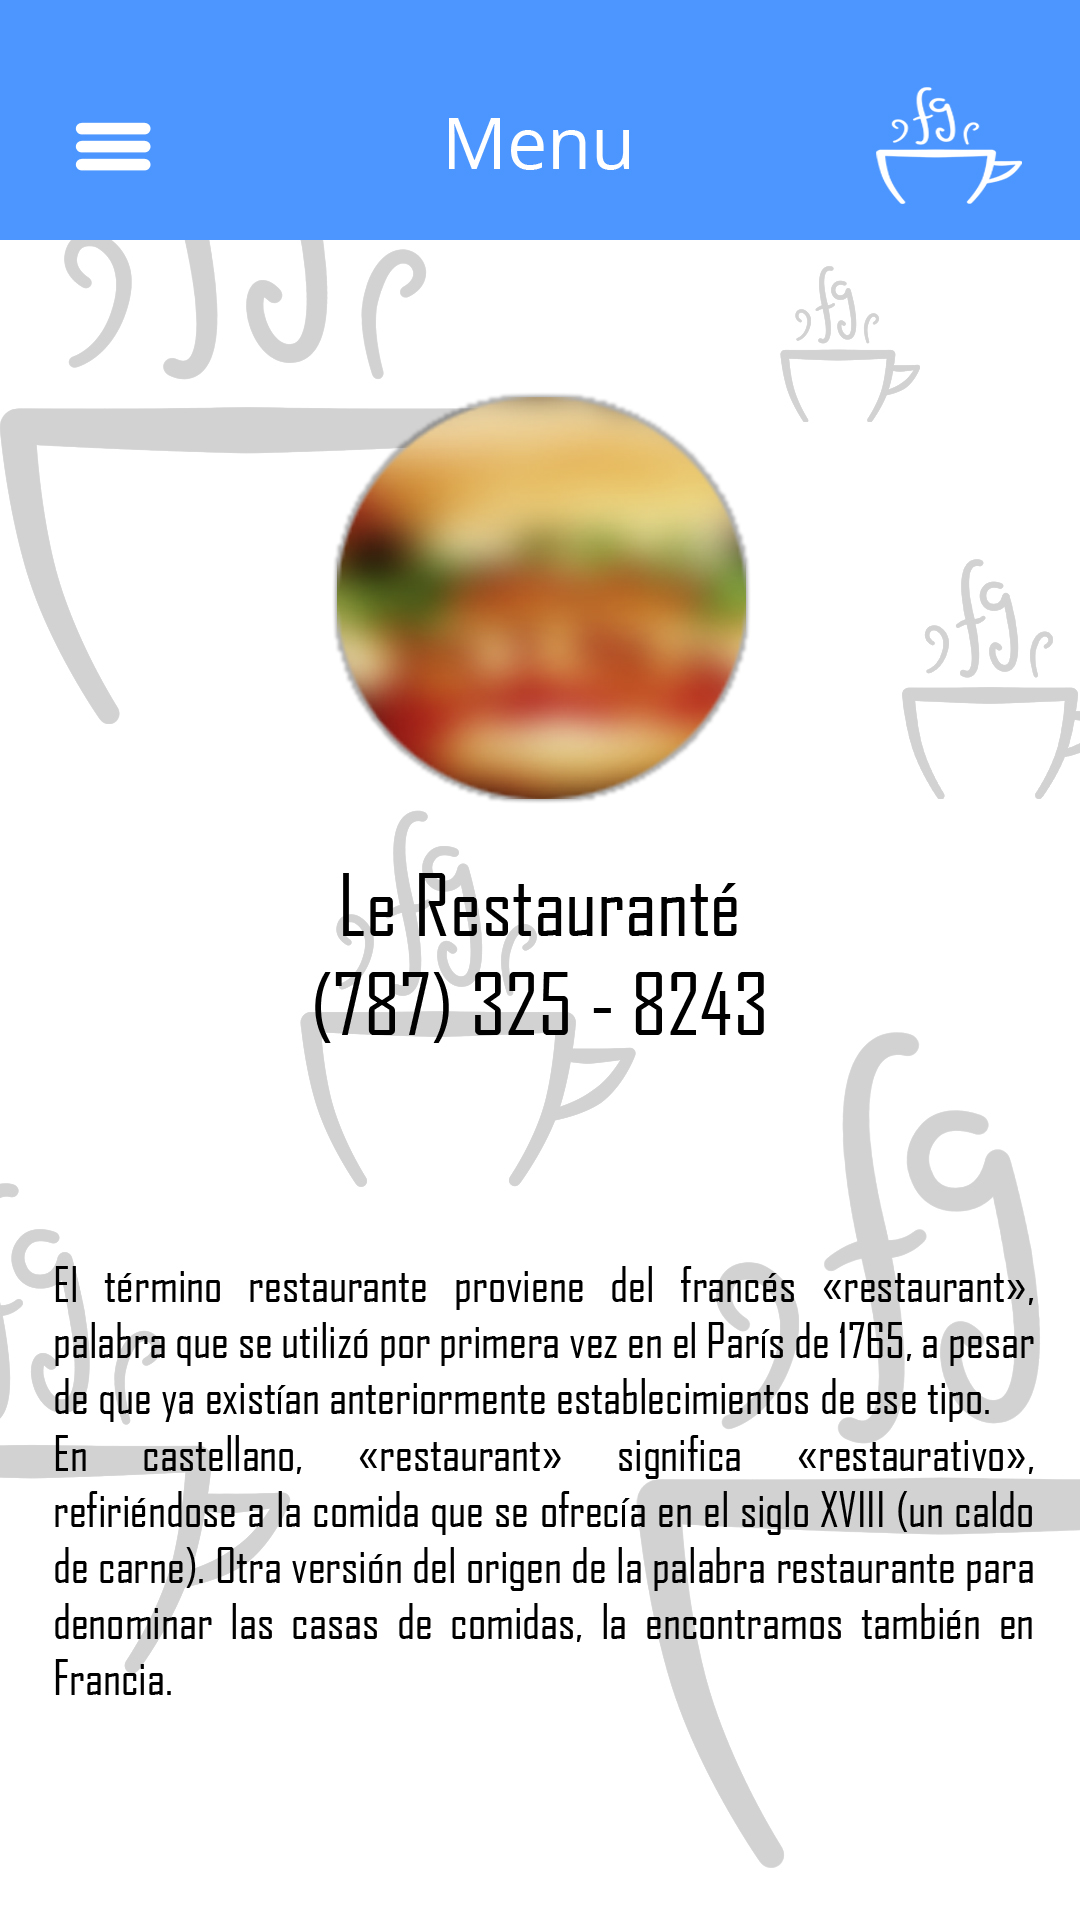 Menu
fg
Le Restauranté
(787) 325 - 8243
El término restaurante proviene del francés «restaurant»,
palabra que se utilizó por primera vez en el París de 1765, a pesar
de que ya existían anteriormente establecimientos de ese tipo.
En castellano, «restaurant» significa «restaurativo»,
refiriéndose a la comida que se ofrecía en el siglo XVIII (un caldo
de carne). Otra versión del origen de la palabra restaurante para
denominar las casas de comidas, la encontramos también en
Francia.